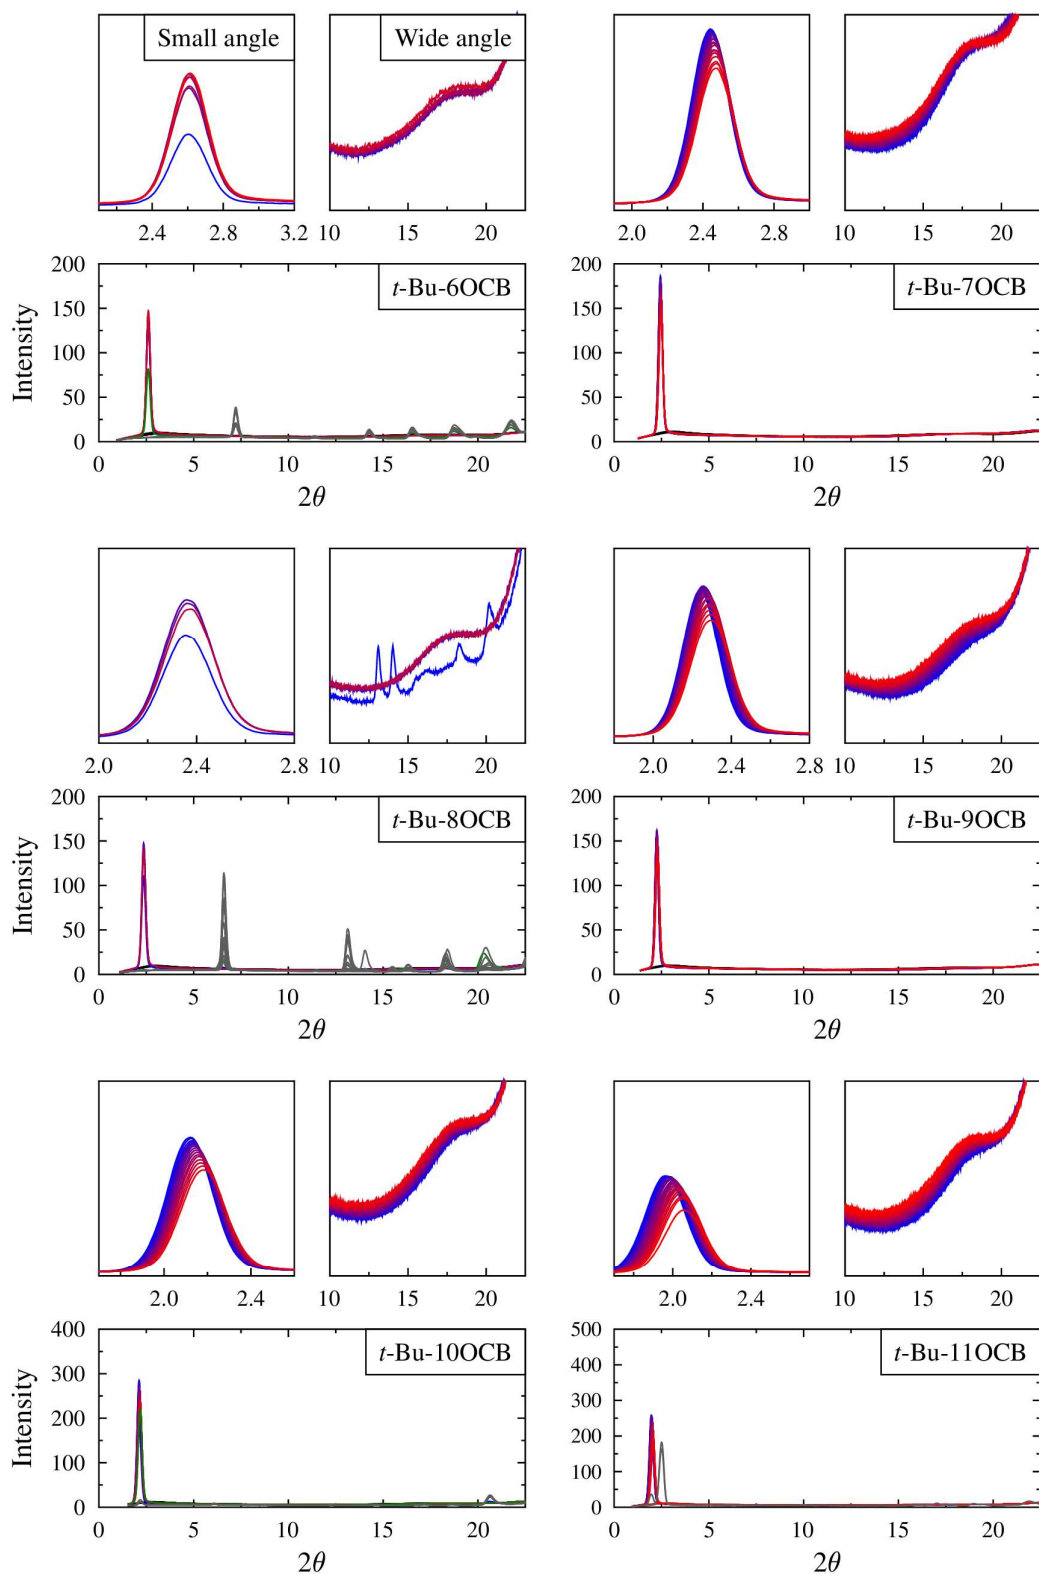 Small angle
Wide angle
2.4 2.8 3.2
10 15 20
2.0 2.4 2.8
10 15 20
t-Bu-6OCB
200
150
100
50
0
Intensity
0 5 10 15 20
2θ
t-Bu-7OCB
200
150
100
50
0
0 5 10 15 20
2θ
2.0 2.4 2.8
10 15 20
2.0 2.4 2.8
10 15 20
t-Bu-8OCB
200
150
100
50
0
Intensity
0 5 10 15 20
2θ
t-Bu-9OCB
200
150
100
50
0
0 5 10 15 20
2θ
2.0 2.4
10 15 20
2.0 2.4
10 15 20
t-Bu-10OCB
400
300
200
100
0
Intensity
0 5 10 15 20
2θ
t-Bu-11OCB
500
400
300
200
100
0
0 5 10 15 20
2θ